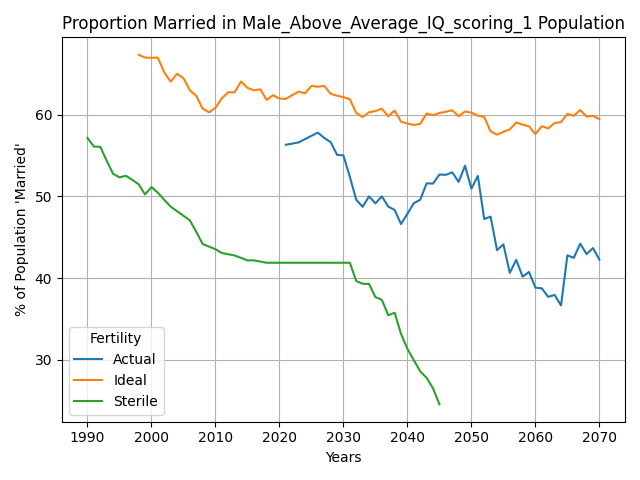 Proportion Married in Male_Above_Average_IQ_scoring_1 Population
% of Population 'Married'
60
50
40
30
Fertility
Actual
Ideal
Sterile
1990 2000 2010 2020 2030 2040 2050 2060 2070
Years